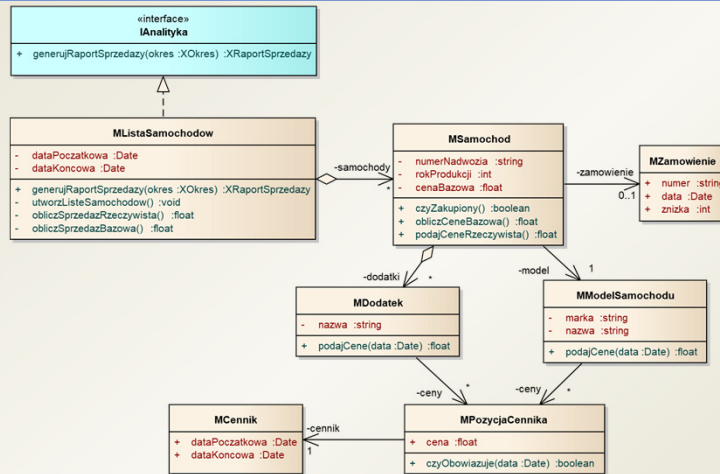 «interface»
IAnalityka
+ generujRaportSprzedazy(okres :XOkres) :XRaportSprzedazy
MListaSamochodow
- dataPoczatkowa :Date
- dataKoncowa :Date
+ generujRaportSprzedazy(okres :XOkres) :XRaportSprzedazy
- utworzListeSamochodow() :void
- obliczSprzedazRzeczywista() :float
- obliczSprzedazBazowa() :float
-samochody
*
MSamochod
- numerNadwozia :string
- rokProdukcji :int
- cenaBazowa :float
+ czyZakupiony() :boolean
+ obliczCeneBazowa() :float
+ podajCeneRzeczywista() :float
-zamowienie
0..1
MZamowienie
+ numer :string
+ data :Date
+ znizka :int
-dodatki
*
-model
1
MDodatek
- nazwa :string
+ podajCene(data :Date) :float
MModelSamochodu
- marka :string
- nazwa :string
+ podajCene(data :Date) :float
-ceny
*
-ceny
*
MCennik
+ dataPoczatkowa :Date
+ dataKoncowa :Date
-cennik
1
MPozycjaCennika
+ cena :float
+ czyObowiazuje(data :Date) :boolean